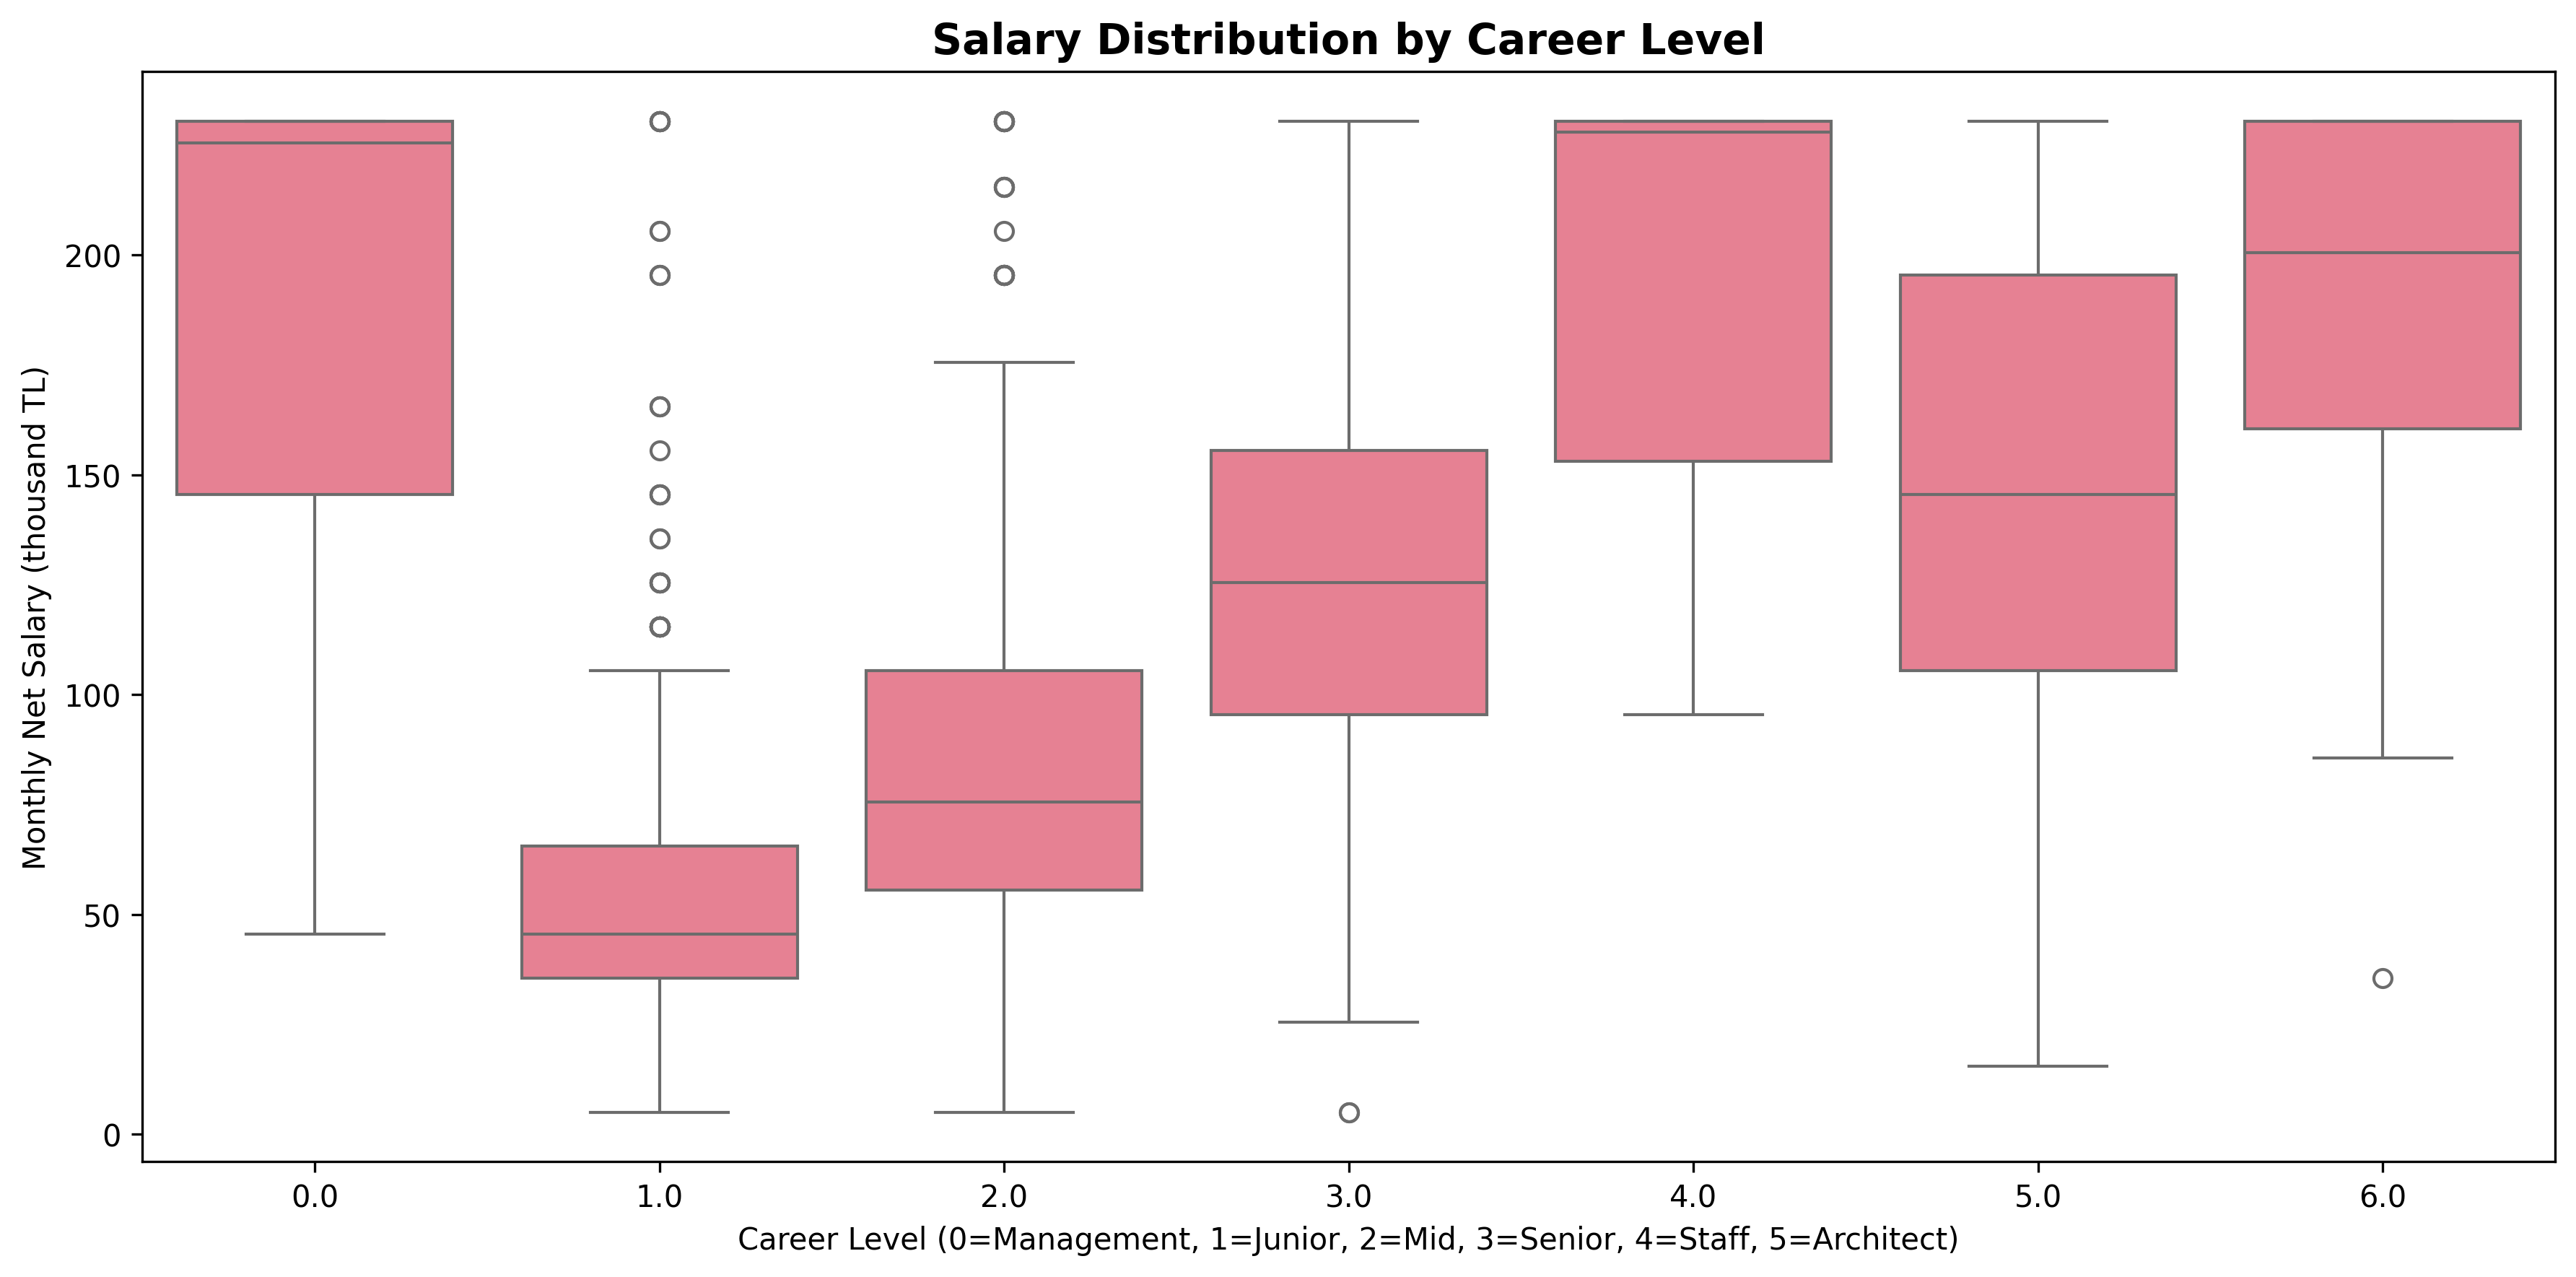 Salary Distribution by Career Level
Monthly Net Salary (thousand TL)
200
150
100
50
0
0.0 1.0 2.0 3.0 4.0 5.0 6.0
Career Level (0=Management, 1=Junior, 2=Mid, 3=Senior, 4=Staff, 5=Architect)